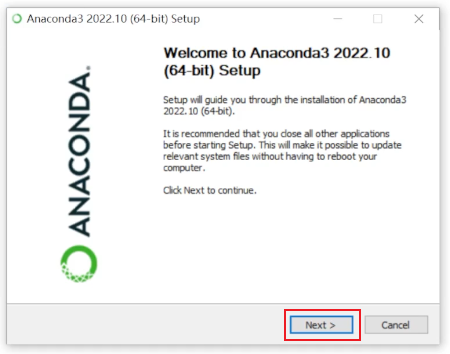 Anaconda3 2022.10 (64-bit) Setup
Welcome to Anaconda3 2022.10
(64-bit) Setup
Setup will guide you through the installation of Anaconda3
2022.10 (64-bit).
It is recommended that you close all other applications
before starting Setup. This will make it possible to update
relevant system files without having to reboot your
computer.
Click Next to continue.
ANACONDA.
Next >
Cancel